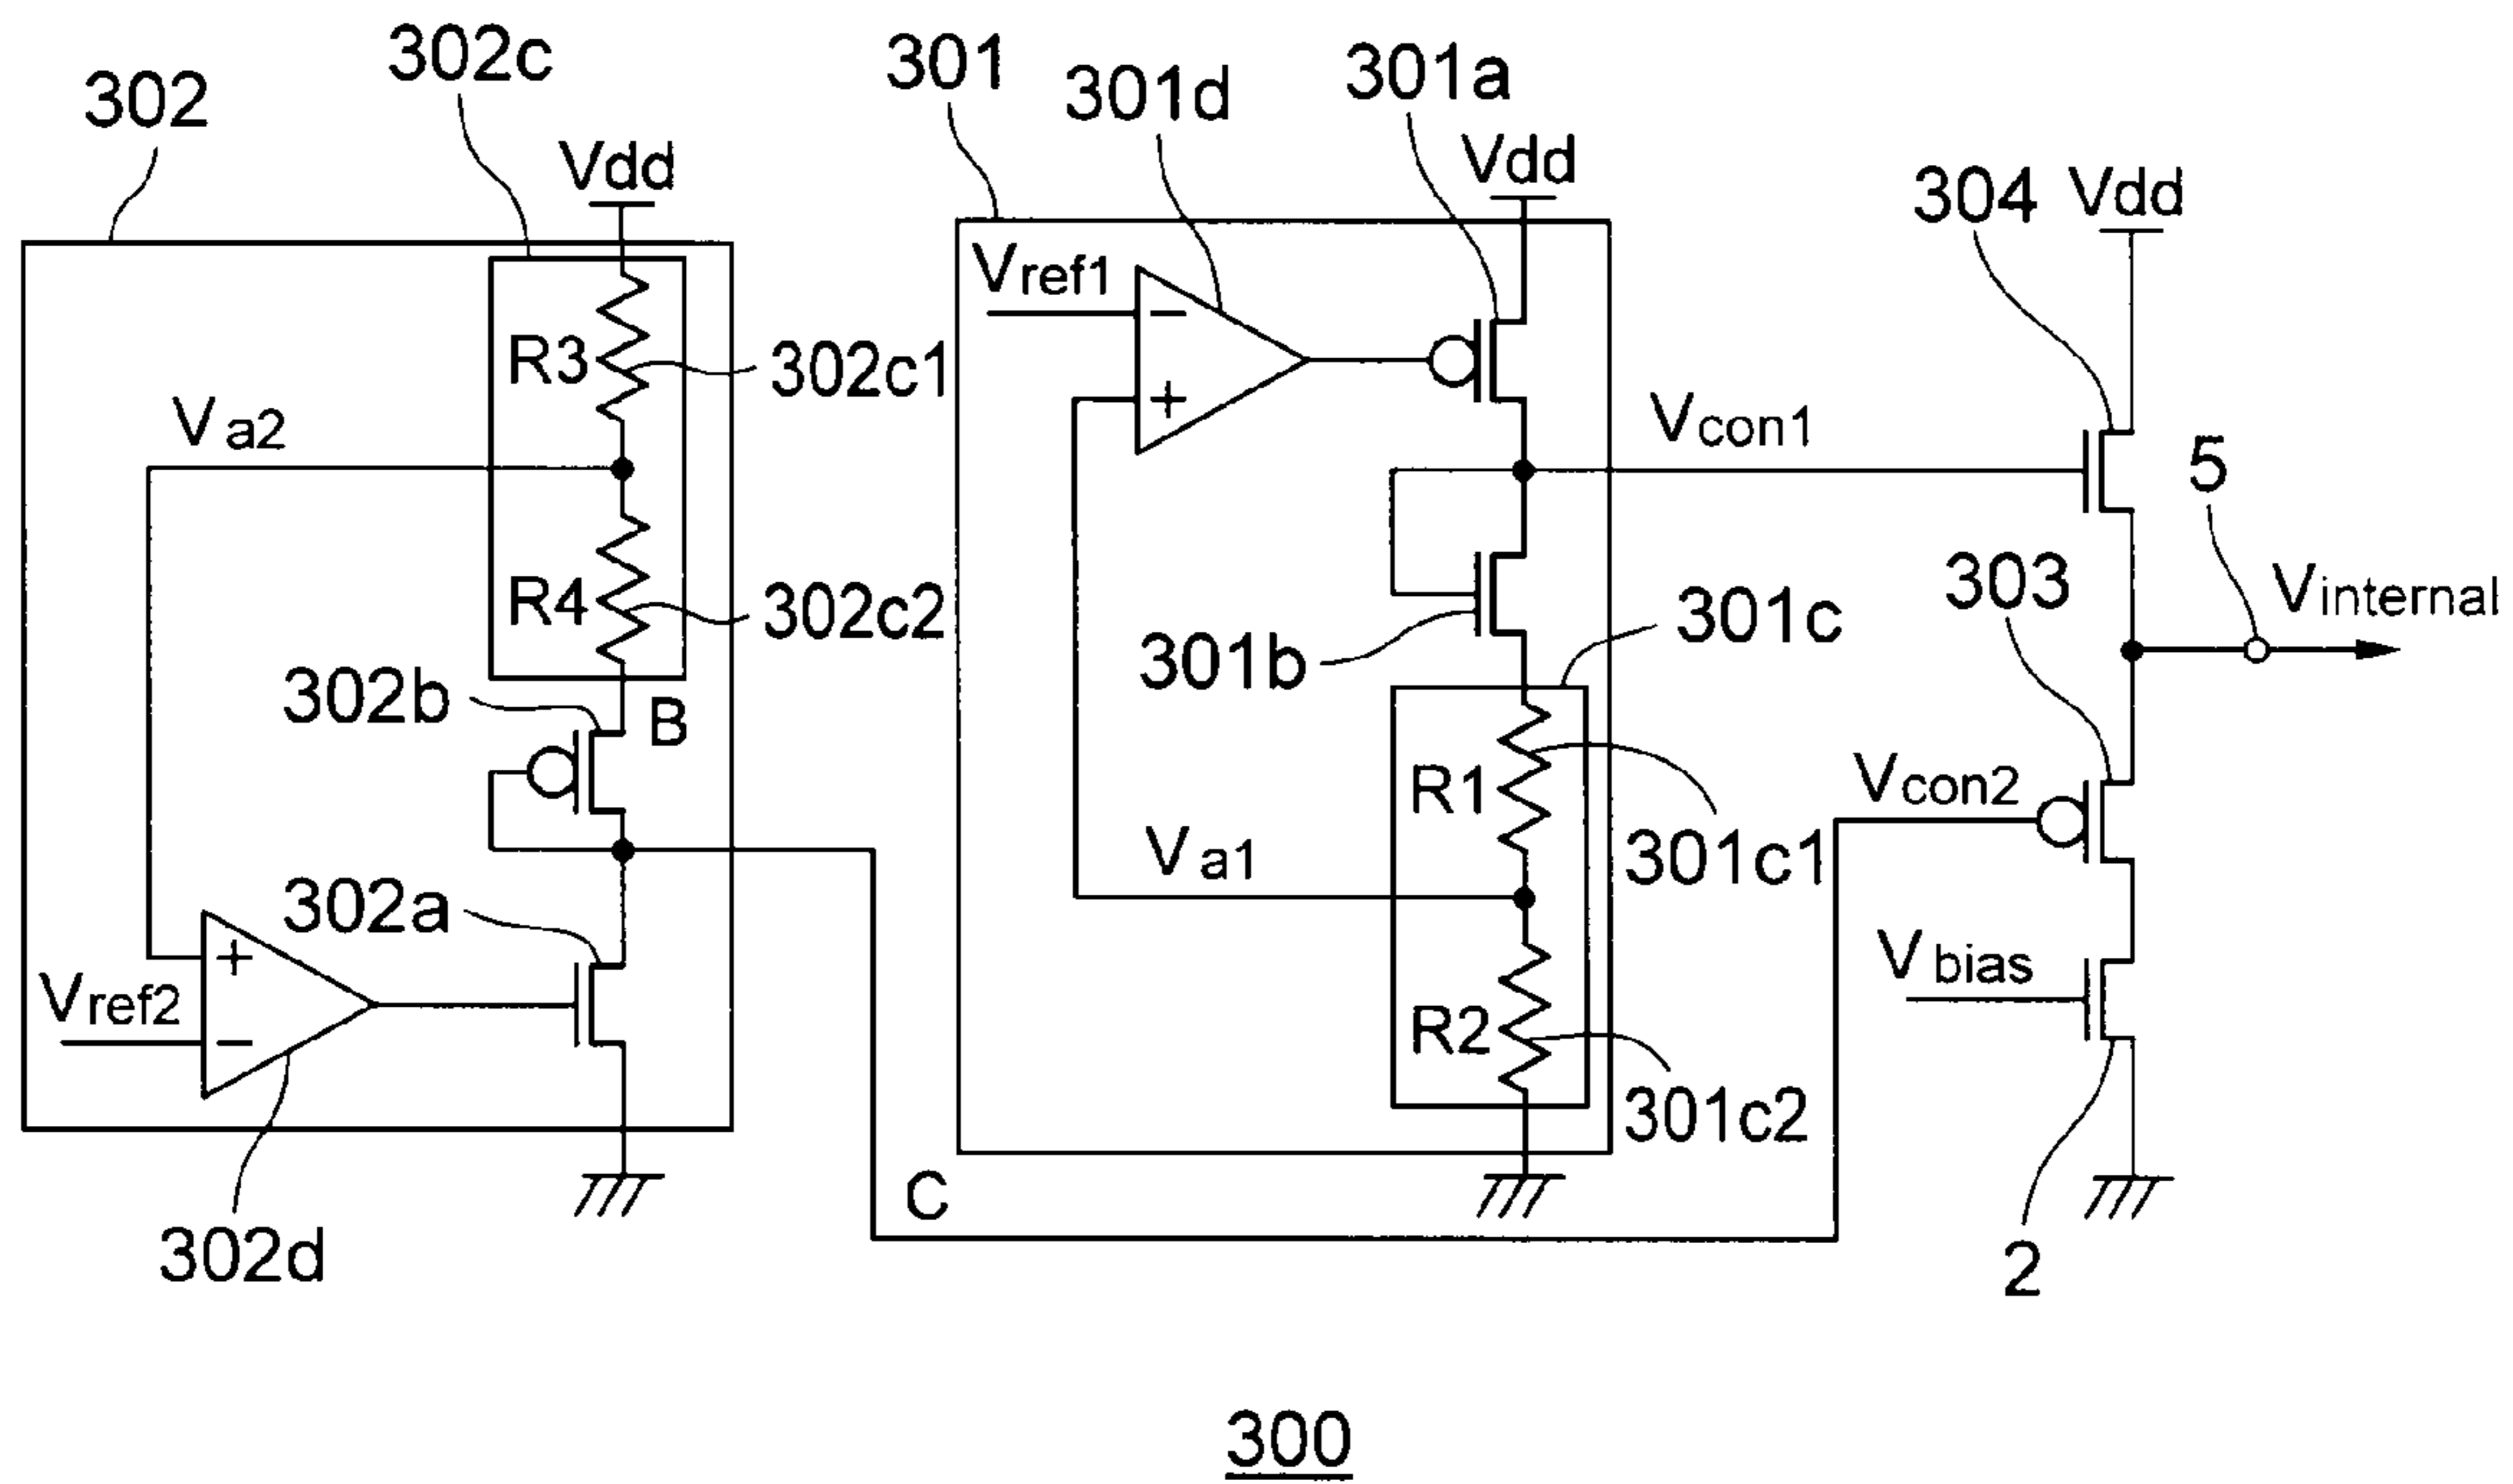 302
302c
301
301d
301a
304
Vdd
Vdd
Vdd
Vref1
−
+
R3
302c1
Va2
Vcon1
5
R4
302c2
301b
301c
303
Vinternal
302b
B
R1
301c1
Va1
Vcon2
302a
+
Vref2
−
Vbias
R2
301c2
302d
C
2
300